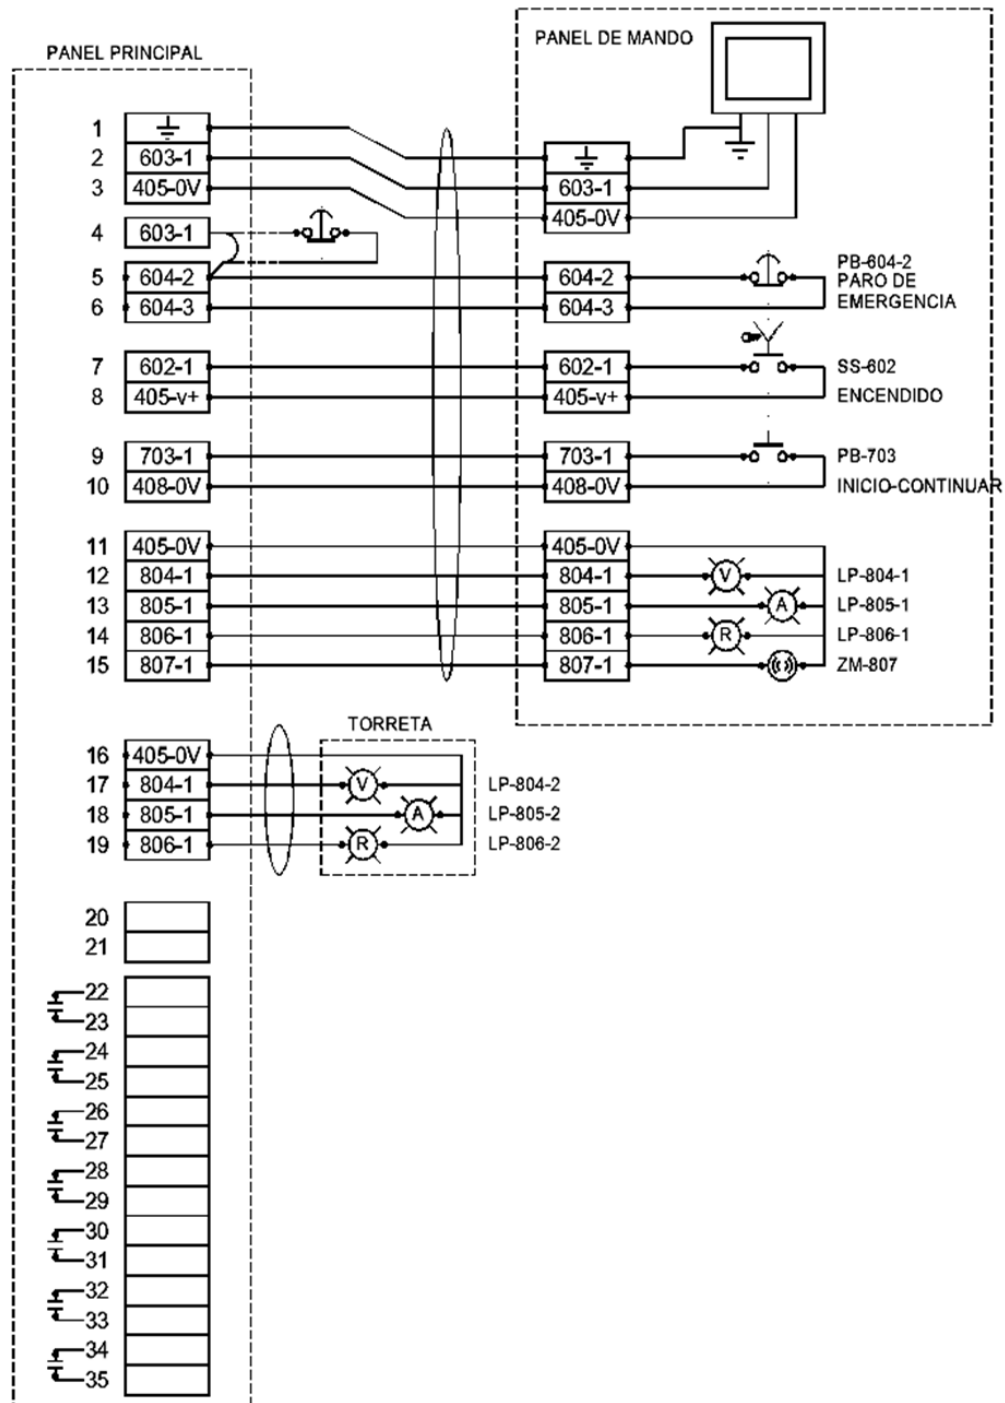 PANEL DE MANDO
PANEL PRINCIPAL
1
2 603-1 603-1
3 405-0V 405-0V
4 603-1
5 604-2 604-2 PB-604-2
PARO DE
6 604-3 604-3 EMERGENCIA
7 602-1 602-1 SS-602
8 405-v+ 405-v+ ENCENDIDO
9 703-1 703-1 PB-703
10 408-0V 408-0V INICIO-CONTINUAR
11 405-0V 405-0V
12 804-1 804-1 V LP-804-1
13 805-1 805-1 A LP-805-1
14 806-1 806-1 R LP-806-1
15 807-1 807-1 ZM-807
TORRETA
16 405-0V
17 804-1 V LP-804-2
18 805-1 A LP-805-2
19 806-1 R LP-806-2
20
21
22
23
24
25
26
27
28
29
30
31
32
33
34
35